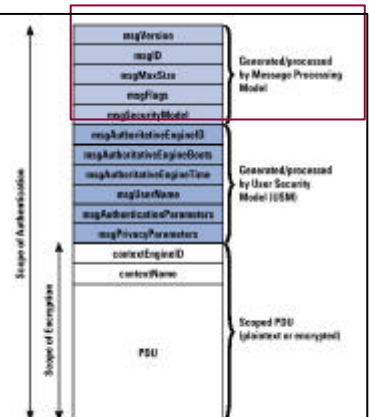 msgVersion
msgID
msgMaxSize
msgFlags
msgSecurityModel
Generated/processed
by Message Processing
Model
msgAuthoritativeEngineID
msgAuthoritativeEngineBoots
msgAuthoritativeEngineTime
msgUserName
msgAuthenticationParameters
msgPrivacyParameters
Generated/processed
by User Security
Model (USM)
contextEngineID
contextName
PDU
Scoped PDU
(plaintext or encrypted)
Scope of Authentication
Scope of Encryption